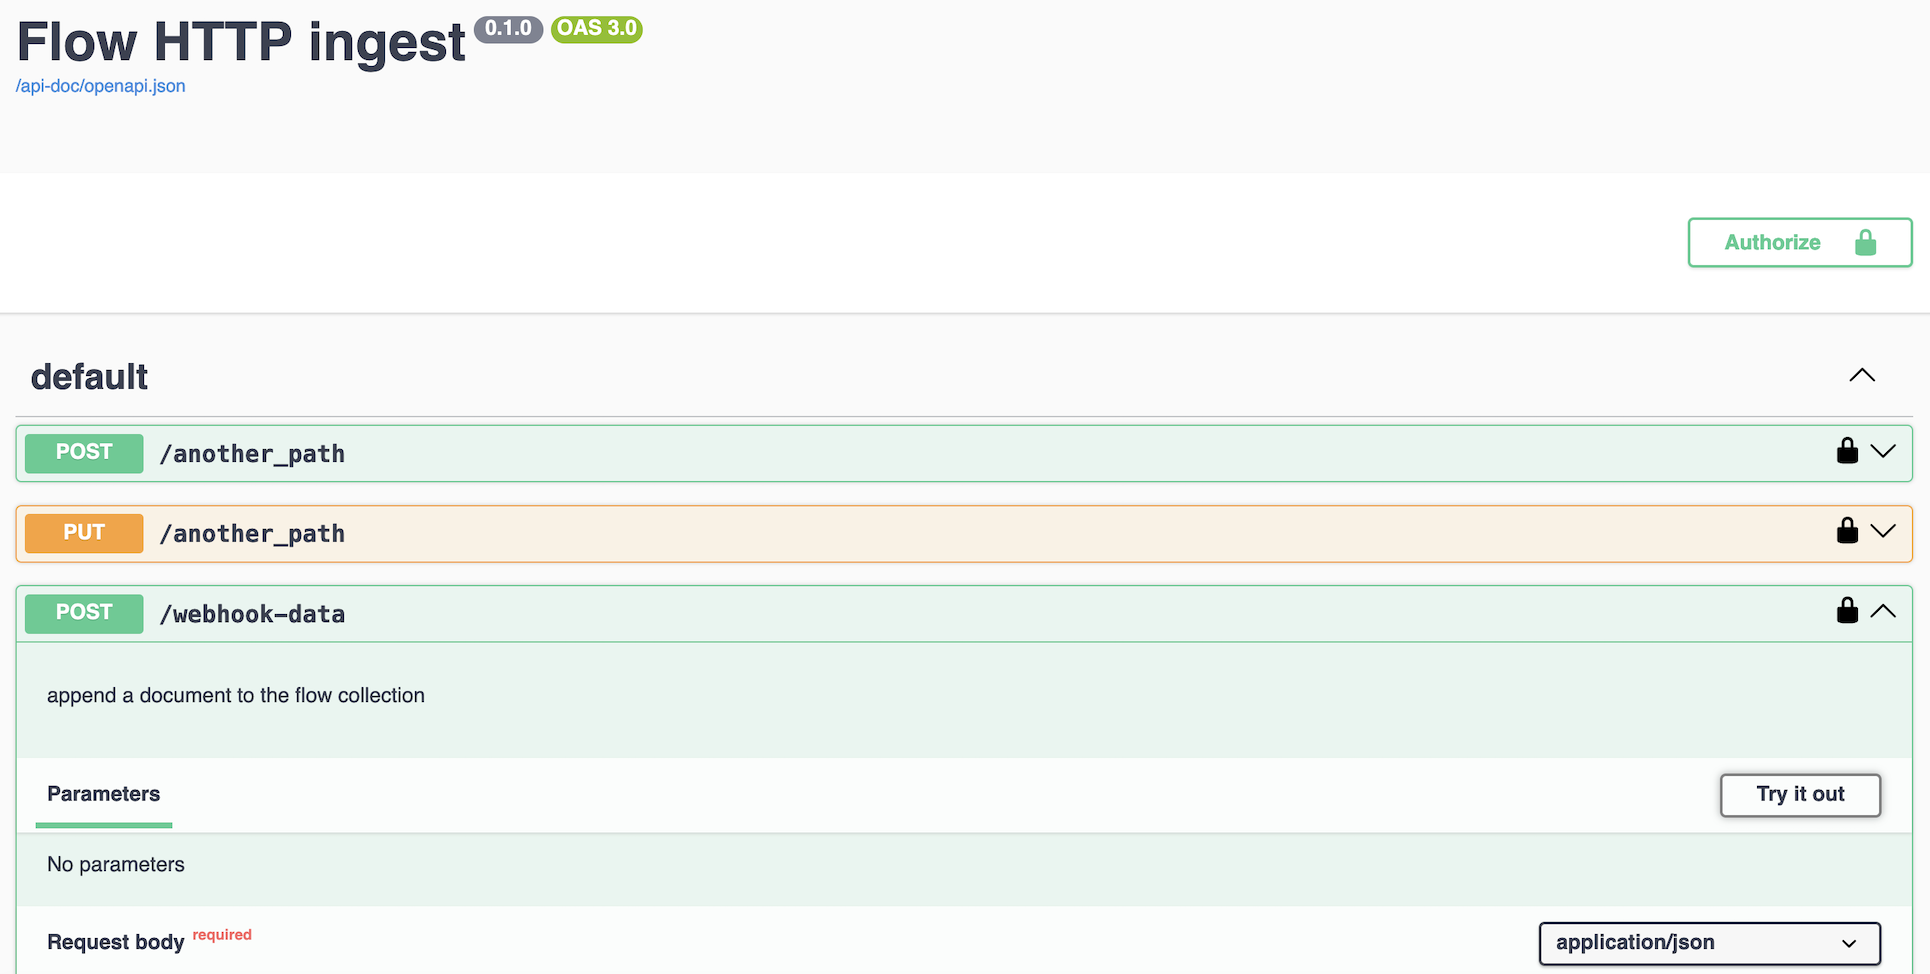 Flow HTTP ingest 0.1.0 OAS 3.0
/api-doc/openapi.json
Authorize
default
POST /another_path
PUT /another_path
POST /webhook-data
append a document to the flow collection
Parameters
Try it out
No parameters
Request body required
application/json